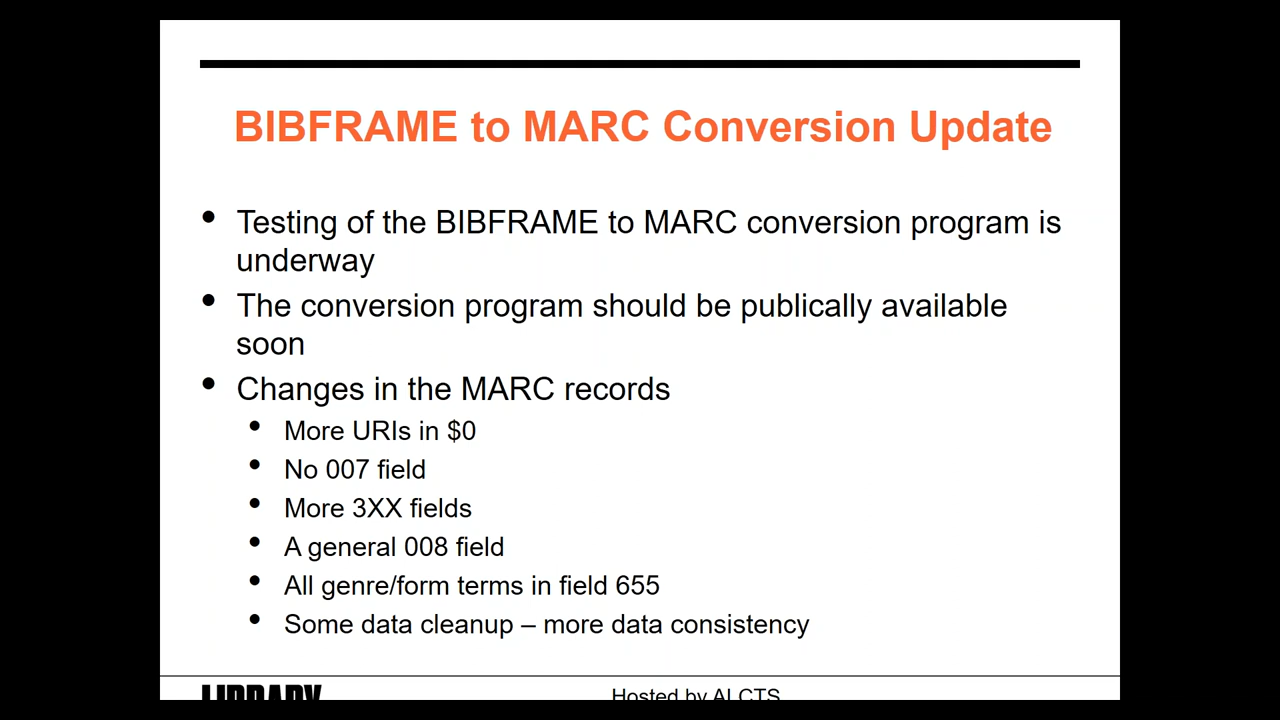 BIBFRAME to MARC Conversion Update
• Testing of the BIBFRAME to MARC conversion program is
underway
• The conversion program should be publically available
soon
• Changes in the MARC records
• More URIs in $0
• No 007 field
• More 3XX fields
• A general 008 field
• All genre/form terms in field 655
• Some data cleanup – more data consistency
LIBRARY
Hosted by ALCTS